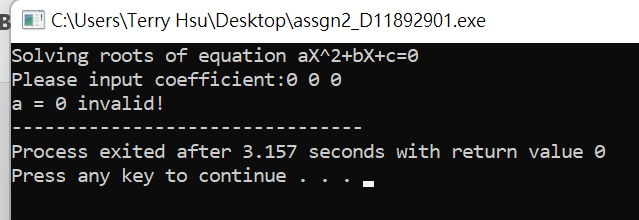 B
C:\Users\Terry Hsu\Desktop\assgn2_D11892901.exe
Solving roots of equation aX^2+bX+c=0
Please input coefficient:0 0 0
a = 0 invalid!
--------------------------------
Process exited after 3.157 seconds with return value 0
Press any key to continue . . .